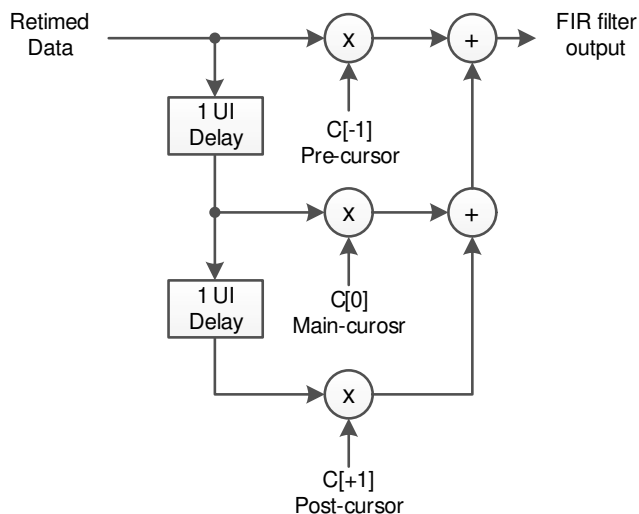 Retimed
Data
x
+
FIR filter
output
1 UI
Delay
C[-1]
Pre-cursor
x
+
1 UI
Delay
C[0]
Main-curosr
x
C[+1]
Post-cursor